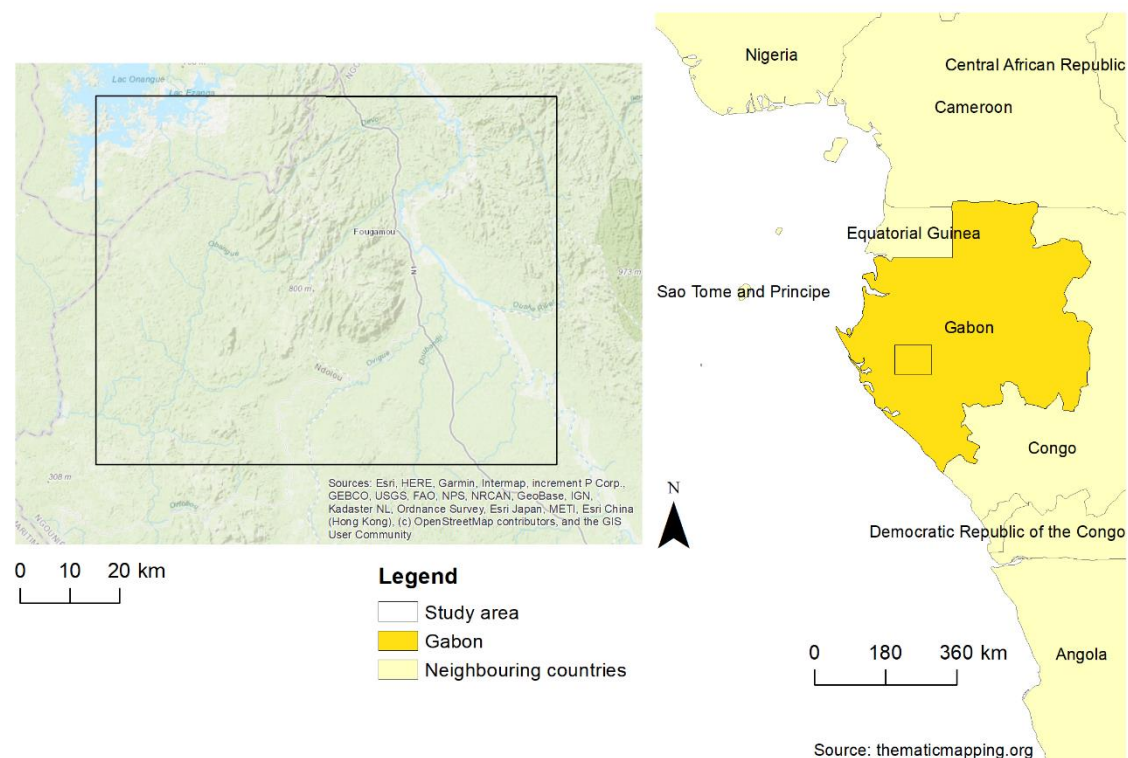 Lac Onangue
Lac Ezanga
Fougamou
Obangue
800 m
973 m
Ovigue
Ndolou
308 m
Sources: Esri, HERE, Garmin, Intermap, increment P Corp.,
GEBCO, USGS, FAO, NPS, NRCAN, GeoBase, IGN,
Kadaster NL, Ordnance Survey, Esri Japan, METI, Esri China
(Hong Kong), (c) OpenStreetMap contributors, and the GIS
User Community
0 10 20 km
Legend
Study area
Gabon
Neighbouring countries
Nigeria
Central African Republic
Cameroon
Equatorial Guinea
Sao Tome and Principe
Gabon
Congo
N
Democratic Republic of the Congo
Angola
0 180 360 km
Source: thematicmapping.org